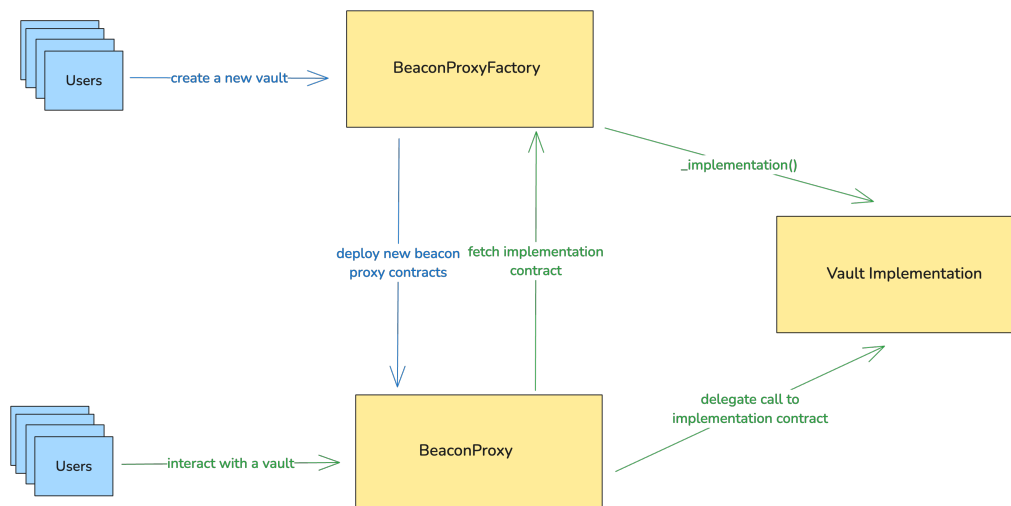 BeaconProxyFactory
Users
create a new vault
_implementation()
deploy new beacon
proxy contracts
fetch implementation
contract
Vault Implementation
delegate call to
implementation contract
BeaconProxy
Users
interact with a vault